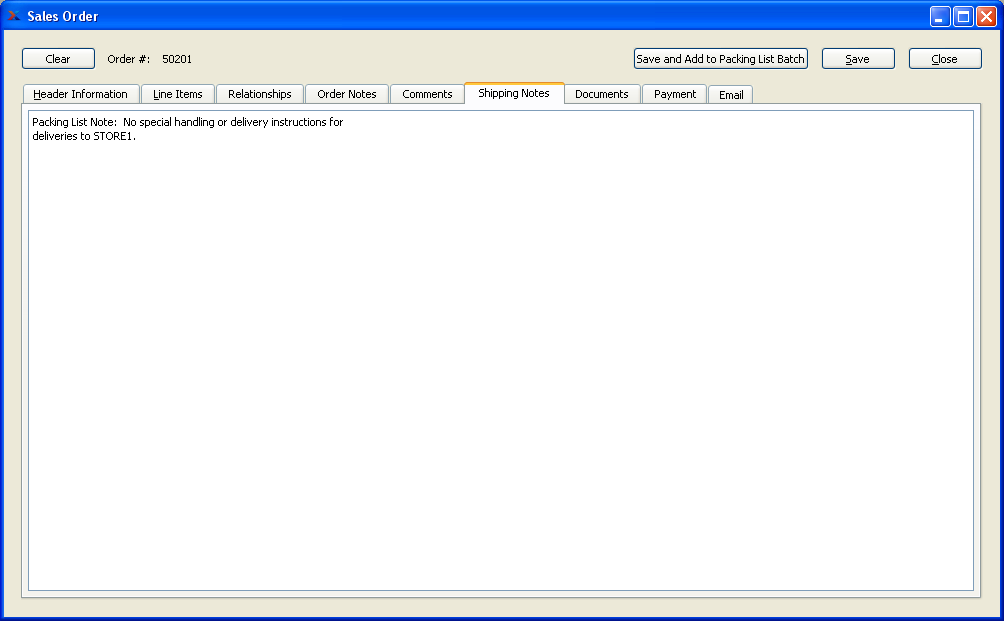 Sales Order
Clear Order #: 50201 Save and Add to Packing List Batch Save Close
Header Information Line Items Relationships Order Notes Comments Shipping Notes Documents Payment Email
Packing List Note: No special handling or delivery instructions for
deliveries to STORE1.